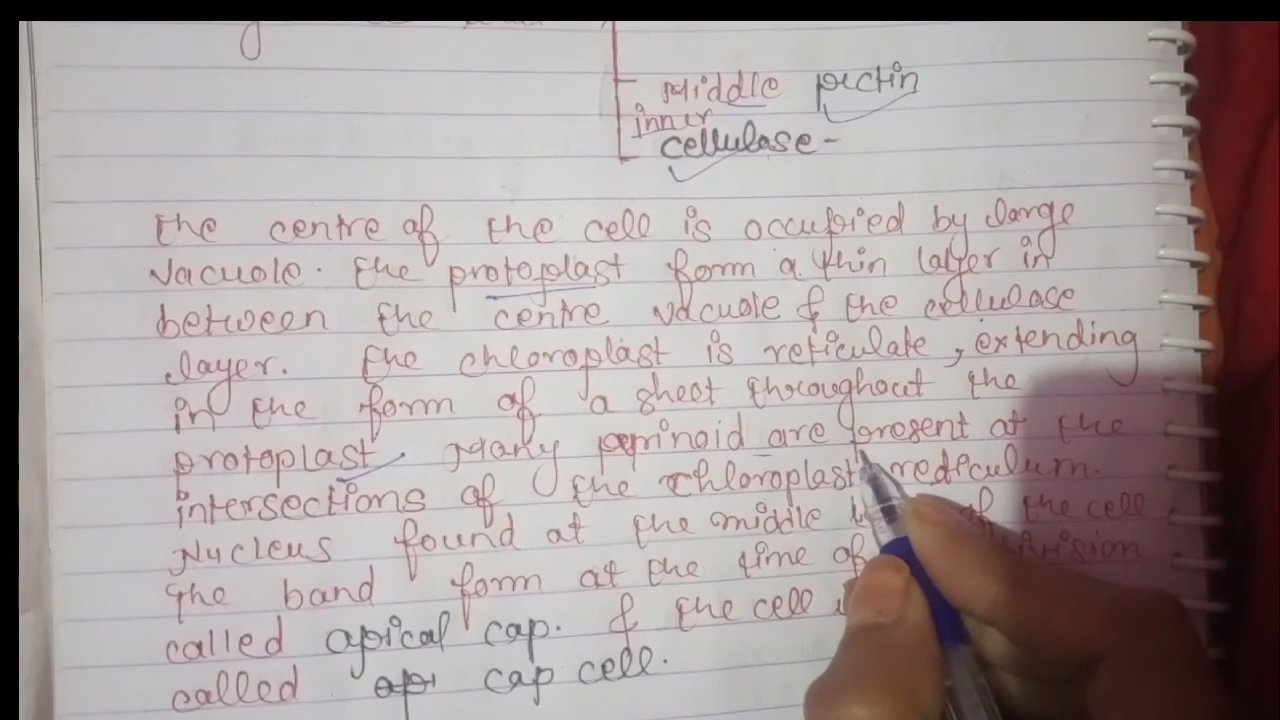 Middle pectin
inner
cellulase -
the centre of the cell is occupied by large
vacuole. the protoplast form a thin layer in
between the centre vacuole & the cellulace
layer. the chloroplast is reticulate, extending
in the form of a sheet throughout the
protoplast. Many peminoid are present at the
intersections of the chloroplast rediculum.
Nucleus found at the middle of the cell
The band form at the time of division
called apical cap. & the cell
called cap cell.